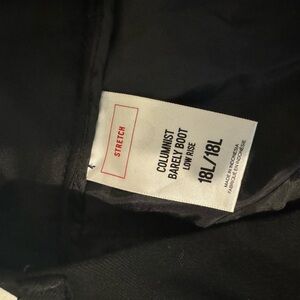 STRETCH
COLUMNIST
BARELY BOOT
LOW RISE
18L/18L
MADE IN INDONESIA
FABRIQUÉ EN INDONÉSIE